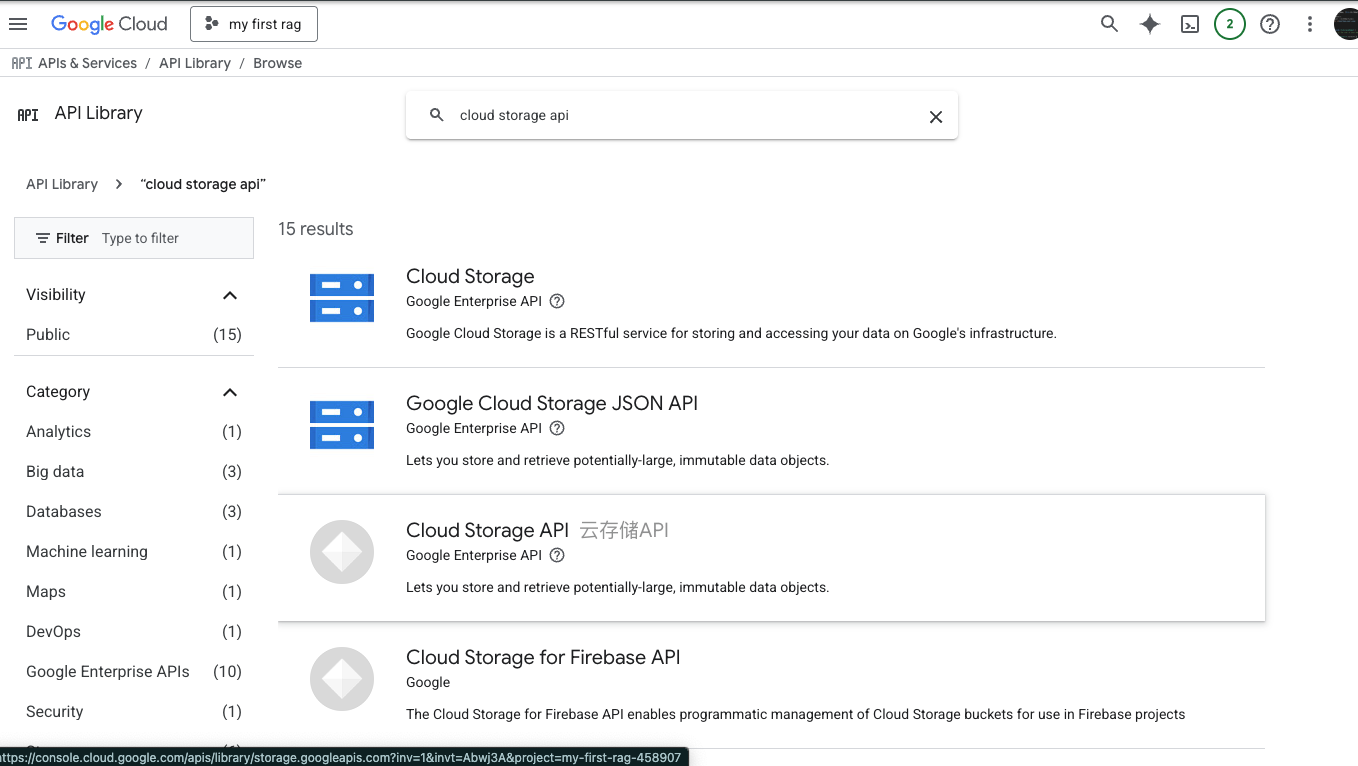 Google Cloud
my first rag
2
API APIs & Services / API Library / Browse
API API Library
cloud storage api
API Library > “cloud storage api”
Filter Type to filter
15 results
Visibility
Public (15)
Category
Analytics (1)
Big data (3)
Databases (3)
Machine learning (1)
Maps (1)
DevOps (1)
Google Enterprise APIs (10)
Security (1)
Cloud Storage
Google Enterprise API
Google Cloud Storage is a RESTful service for storing and accessing your data on Google's infrastructure.
Google Cloud Storage JSON API
Google Enterprise API
Lets you store and retrieve potentially-large, immutable data objects.
Cloud Storage API 云存储API
Google Enterprise API
Lets you store and retrieve potentially-large, immutable data objects.
Cloud Storage for Firebase API
Google
The Cloud Storage for Firebase API enables programmatic management of Cloud Storage buckets for use in Firebase projects
https://console.cloud.google.com/apis/library/storage.googleapis.com?inv=1&invt=Abwj3A&project=my-first-rag-458907